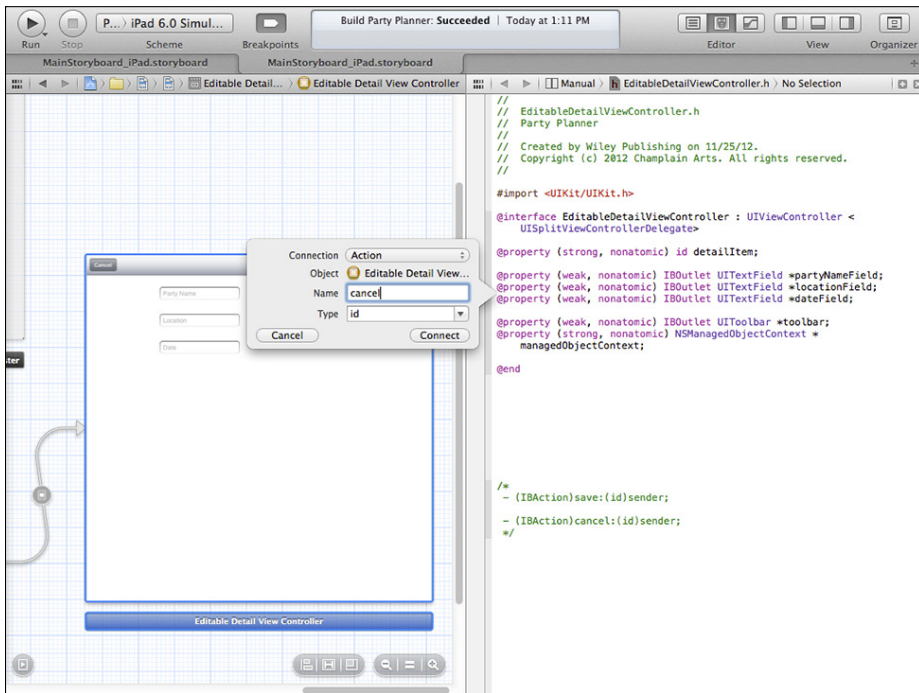 P...) iPad 6.0 Simul...
Build Party Planner: Succeeded | Today at 1:11 PM
Run Stop Scheme Breakpoints Editor View Organizer
MainStoryboard_iPad.storyboard MainStoryboard_iPad.storyboard
Editable Detail... Editable Detail View Controller
Manual EditableDetailViewController.h No Selection
Cancel
Party Name
Location
Date
ter
Connection Action
Object Editable Detail View...
Name cancel
Type id
Cancel Connect
Editable Detail View Controller
//
// EditableDetailViewController.h
// Party Planner
//
// Created by Wiley Publishing on 11/25/12.
// Copyright (c) 2012 Champlain Arts. All rights reserved.
//
#import <UIKit/UIKit.h>
@interface EditableDetailViewController : UIViewController <
UISplitViewControllerDelegate>
@property (strong, nonatomic) id detailItem;
@property (weak, nonatomic) IBOutlet UITextField *partyNameField;
@property (weak, nonatomic) IBOutlet UITextField *locationField;
@property (weak, nonatomic) IBOutlet UITextField *dateField;
@property (weak, nonatomic) IBOutlet UIToolbar *toolbar;
@property (strong, nonatomic) NSManagedObjectContext *
managedObjectContext;
@end
/*
- (IBAction)save:(id)sender;
- (IBAction)cancel:(id)sender;
*/